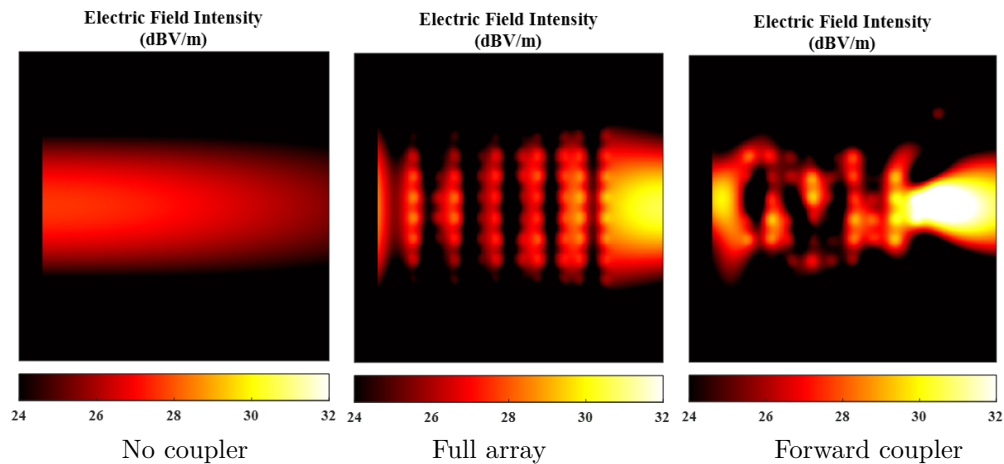 Electric Field Intensity
(dBV/m)
Electric Field Intensity
(dBV/m)
Electric Field Intensity
(dBV/m)
24 26 28 30 32
24 26 28 30 32
24 26 28 30 32
No coupler
Full array
Forward coupler